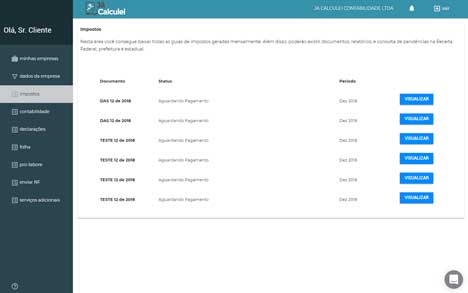 Já
Calculei
JA CALCULEI CONTABILIDADE LTDA
sair
Olá, Sr. Cliente
minhas empresas
dados da empresa
impostos
contabilidade
declarações
folha
pro-labore
enviar NF
serviços adicionais
Impostos
Nesta área você consegue baixar todas as guias de impostos geradas mensalmente. Além disso, poderão existir documentos, relatórios, e consulta de pendências na Receita
Federal, prefeitura e estadual.
Documento Status Período
DAS 12 de 2018 Aguardando Pagamento Dez 2018 VISUALIZAR
DAS 12 de 2018 Aguardando Pagamento Dez 2018 VISUALIZAR
TESTE 12 de 2018 Aguardando Pagamento Dez 2018 VISUALIZAR
TESTE 12 de 2018 Aguardando Pagamento Dez 2018 VISUALIZAR
TESTE 12 de 2018 Aguardando Pagamento Dez 2018 VISUALIZAR
TESTE 12 de 2018 Aguardando Pagamento Dez 2018 VISUALIZAR